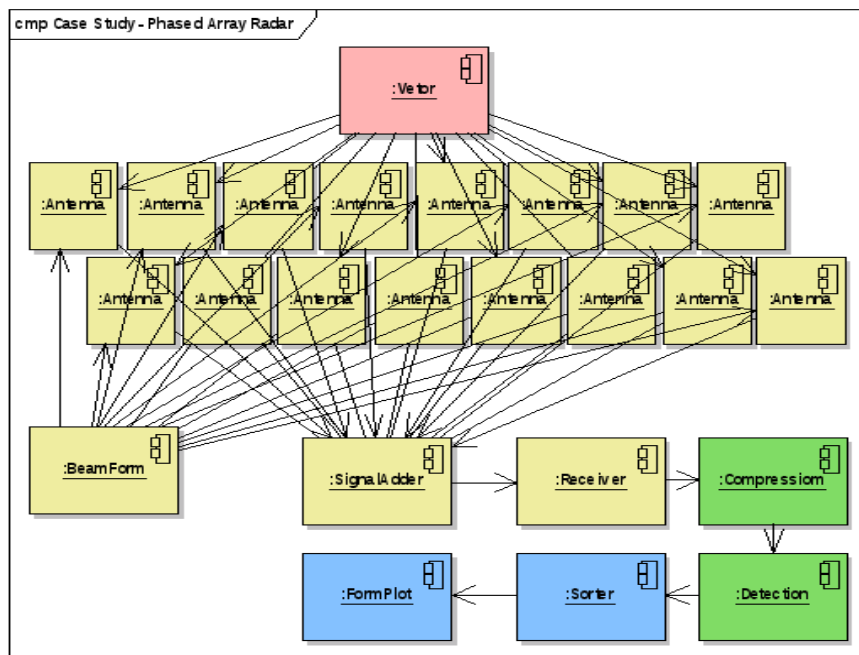 cmp Case Study - Phased Array Radar
:Vetor
:Antenna :Antenna :Antenna :Antenna :Antenna :Antenna :Antenna :Antenna
:Antenna :Antenna :Antenna :Antenna :Antenna :Antenna :Antenna :Antenna
:BeamForm :SignalAdder :Receiver :Compressiom
:FormPlot :Sorter :Detection